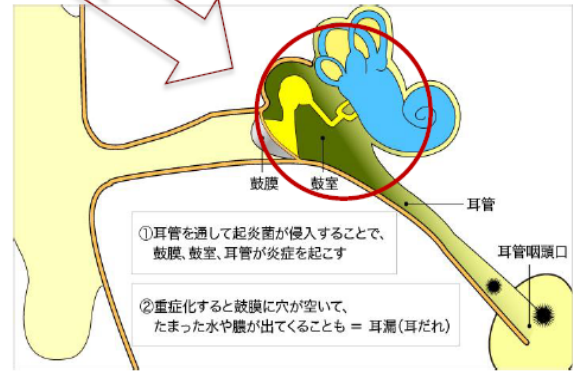 鼓膜
鼓室
耳管
耳管咽頭口
①耳管を通して起炎菌が侵入することで、
鼓膜、鼓室、耳管が炎症を起こす
②重症化すると鼓膜に穴が空いて、
たまった水や膿が出てくることも = 耳漏(耳だれ)